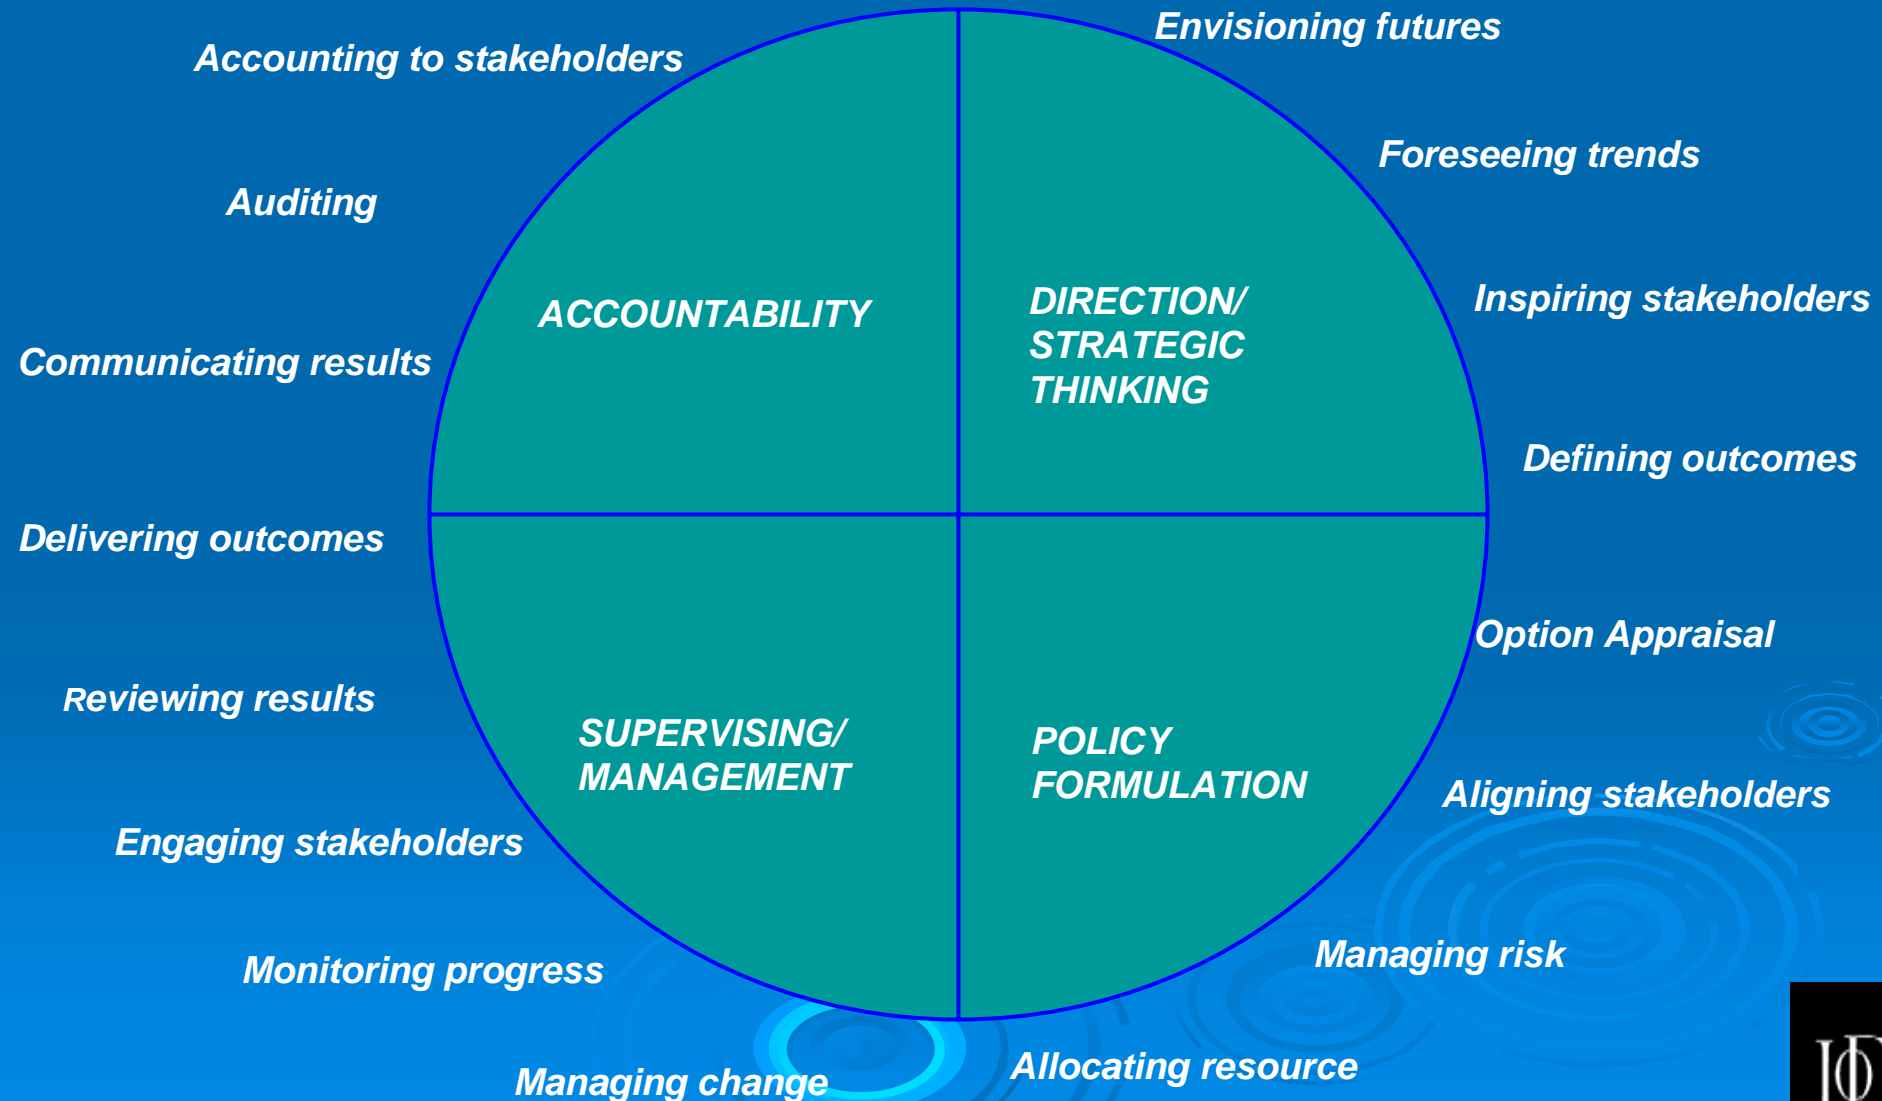 Envisioning futures
Accounting to stakeholders
Foreseeing trends
Auditing
ACCOUNTABILITY
DIRECTION/
STRATEGIC
THINKING
Inspiring stakeholders
Communicating results
Defining outcomes
Delivering outcomes
Option Appraisal
Reviewing results
SUPERVISING/
MANAGEMENT
POLICY
FORMULATION
Aligning stakeholders
Engaging stakeholders
Managing risk
Monitoring progress
Allocating resource
Managing change